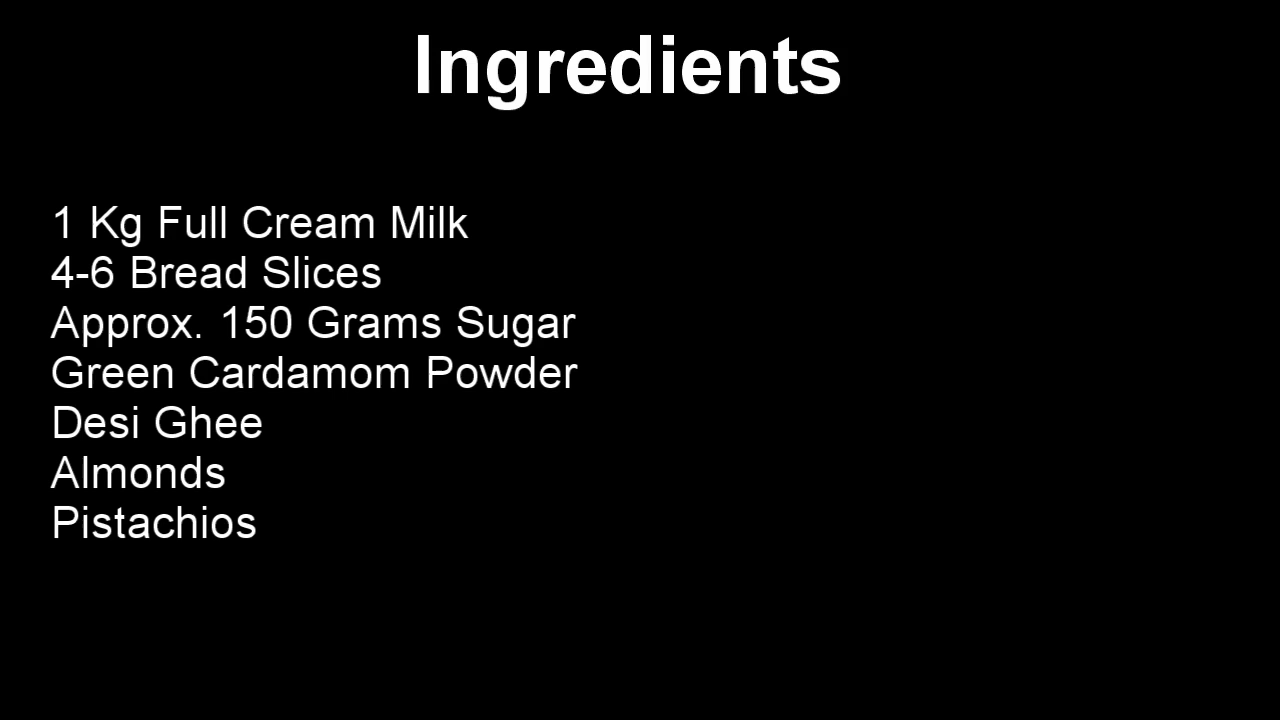 Ingredients
1 Kg Full Cream Milk
4-6 Bread Slices
Approx. 150 Grams Sugar
Green Cardamom Powder
Desi Ghee
Almonds
Pistachios